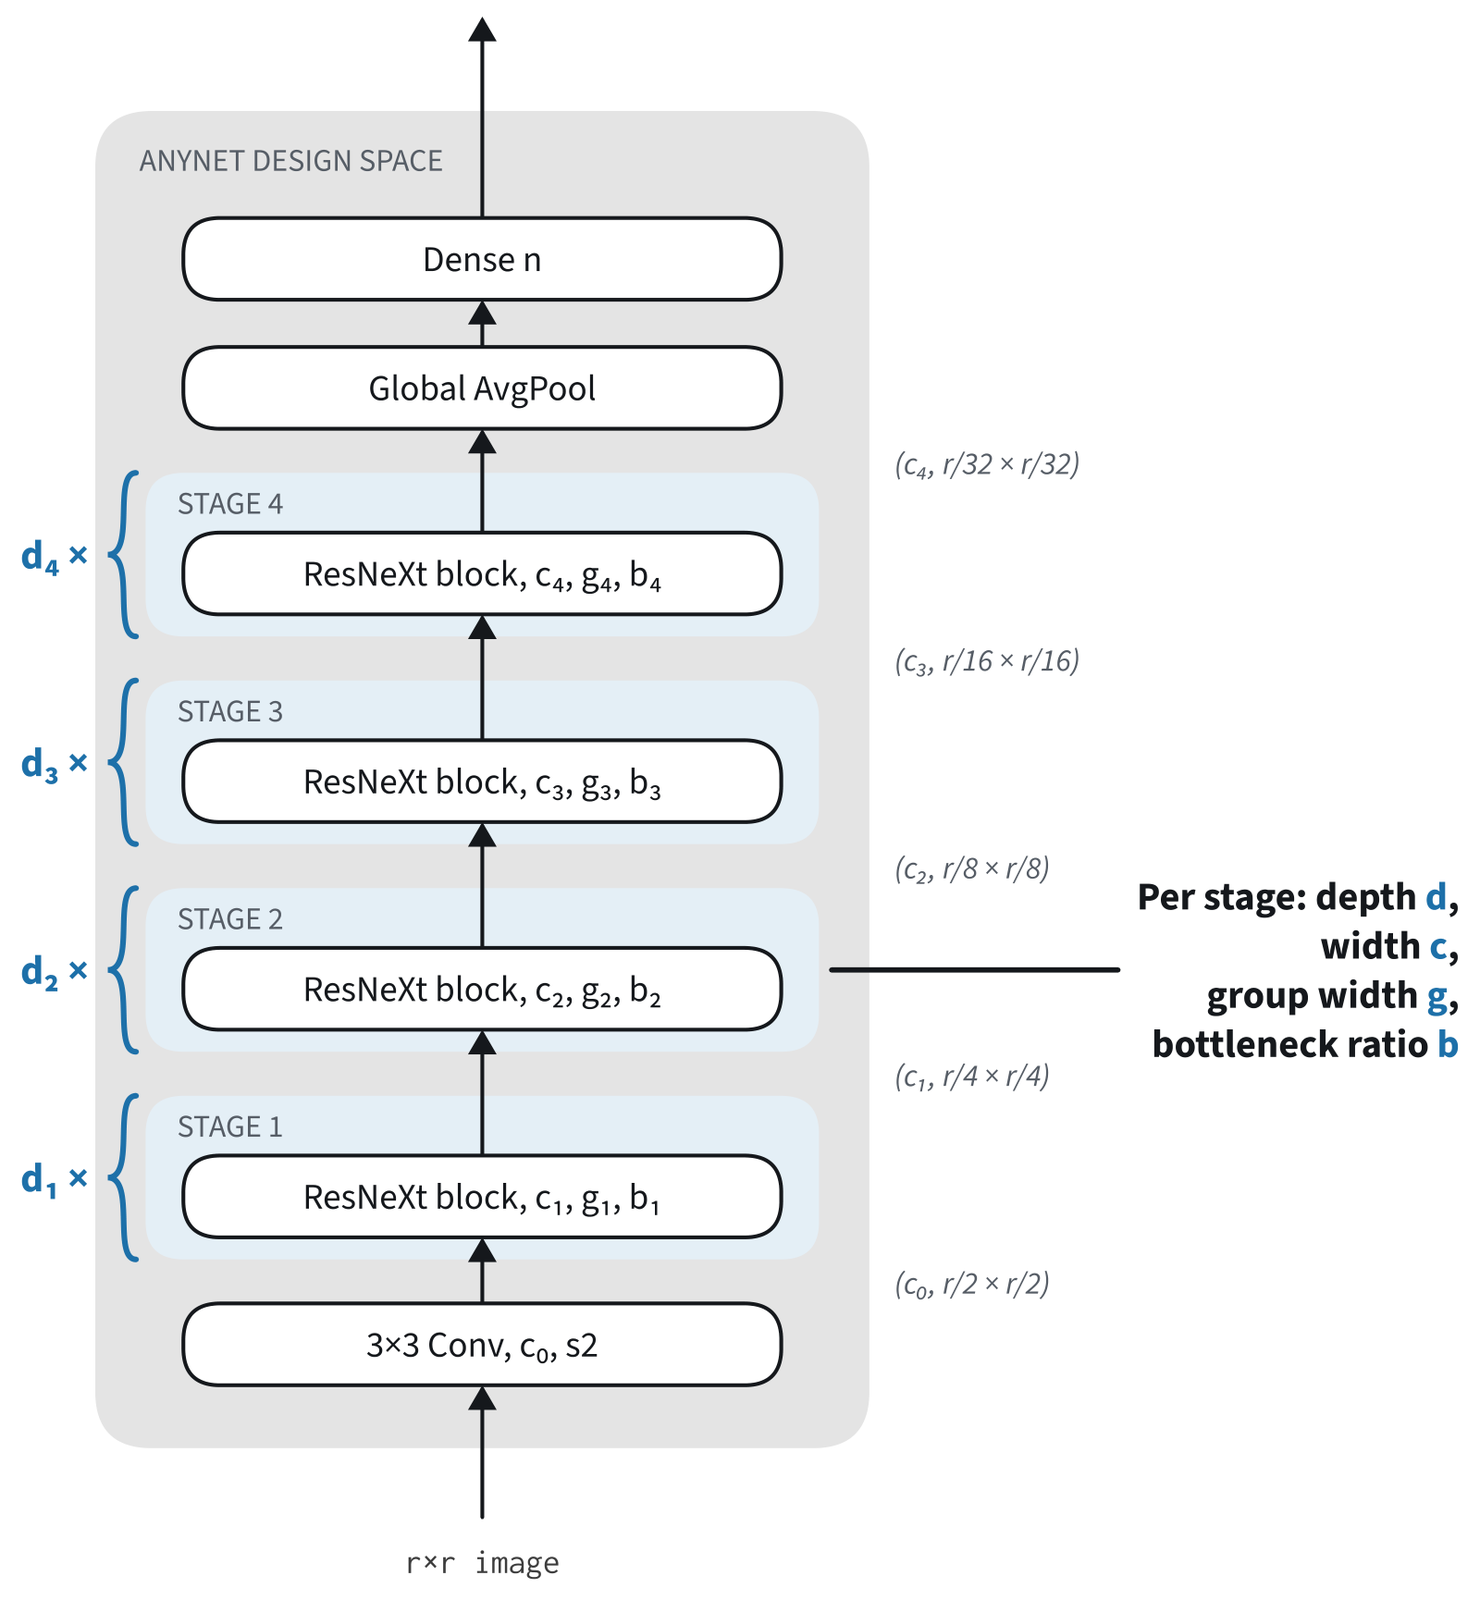 ANYNET DESIGN SPACE
Dense n
Global AvgPool
(c₄, r/32 × r/32)
STAGE 4
d₄ ×
ResNeXt block, c₄, g₄, b₄
(c₃, r/16 × r/16)
STAGE 3
d₃ ×
ResNeXt block, c₃, g₃, b₃
(c₂, r/8 × r/8)
STAGE 2
d₂ ×
ResNeXt block, c₂, g₂, b₂
Per stage: depth d,
width c,
group width g,
bottleneck ratio b
(c₁, r/4 × r/4)
STAGE 1
d₁ ×
ResNeXt block, c₁, g₁, b₁
(c₀, r/2 × r/2)
3×3 Conv, c₀, s2
r×r image